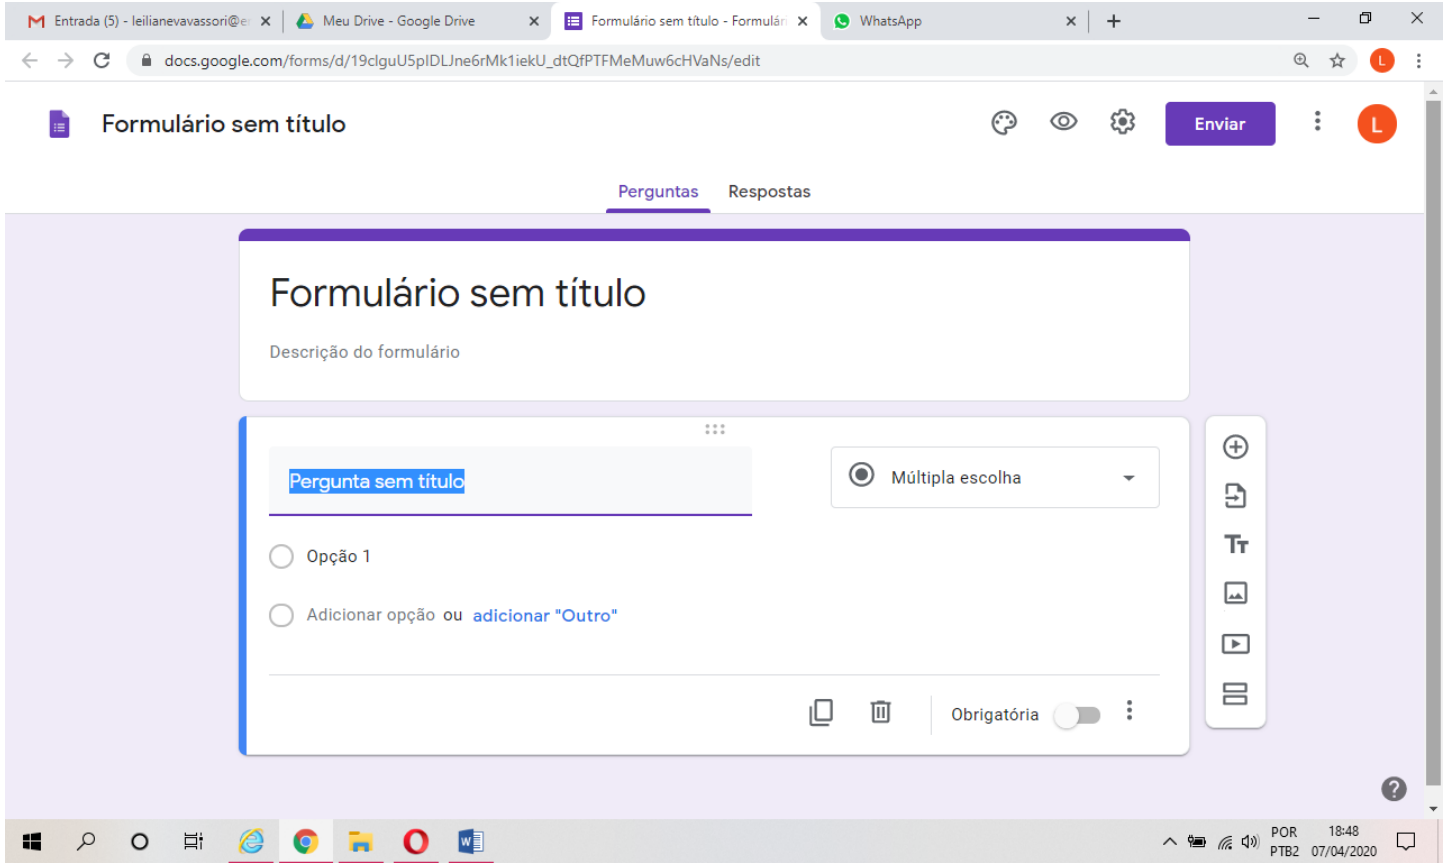 Entrada (5) - leilianevavassori@e
Meu Drive - Google Drive
Formulário sem título - Formulári
WhatsApp
docs.google.com/forms/d/19clguU5pIDLJne6rMk1iekU_dtQfPTFMeMuw6cHVaNs/edit
L
Formulário sem título
Enviar
L
Perguntas Respostas
Formulário sem título
Descrição do formulário
Pergunta sem título
Múltipla escolha
Opção 1
Adicionar opção ou adicionar "Outro"
Tт
Obrigatória
POR 18:48
PTB2 07/04/2020